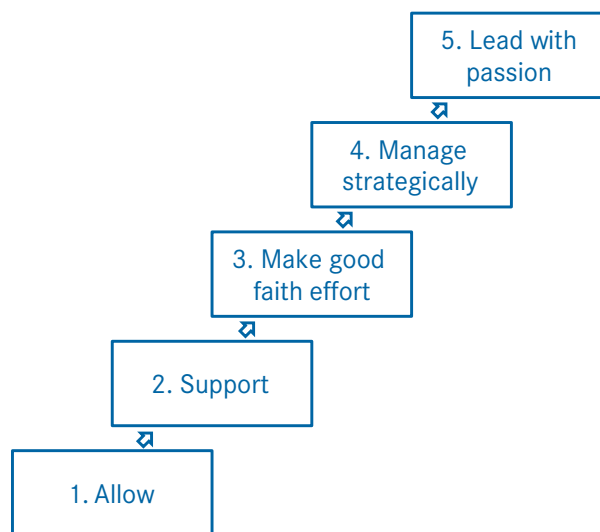 5. Lead with
passion
4. Manage
strategically
3. Make good
faith effort
2. Support
1. Allow